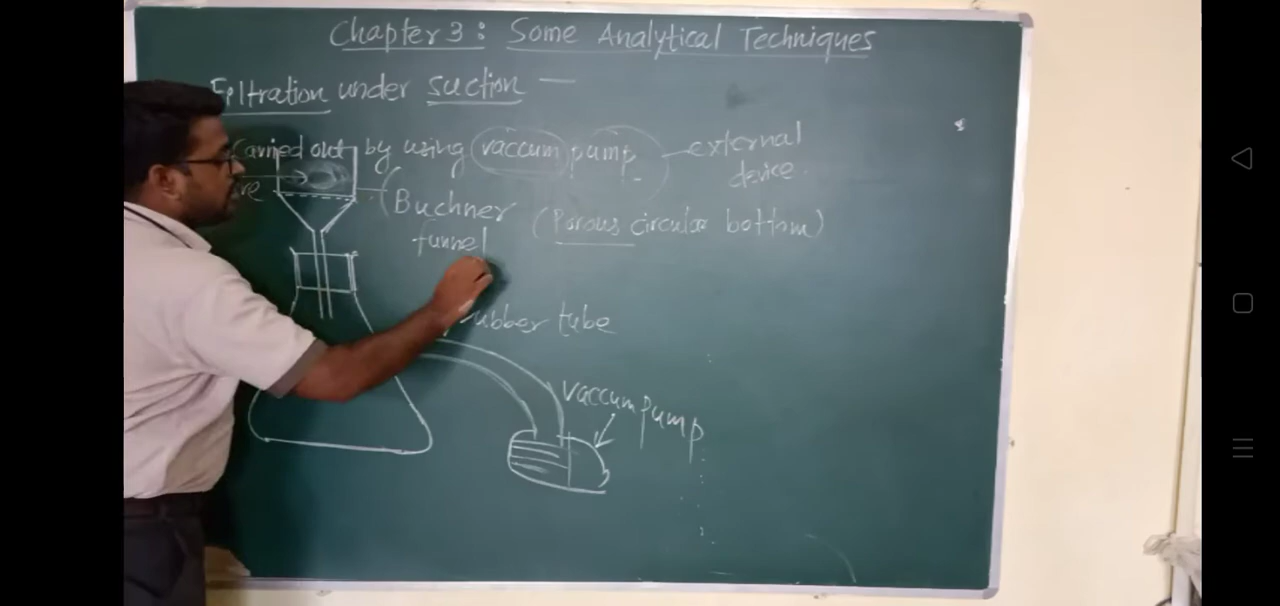 Chapter 3 : Some Analytical Techniques
Filtration under suction —
Carried out by using vaccum pump
external device
(Buchner funnel
(Porous circular bottom)
rubber tube
vaccum pump